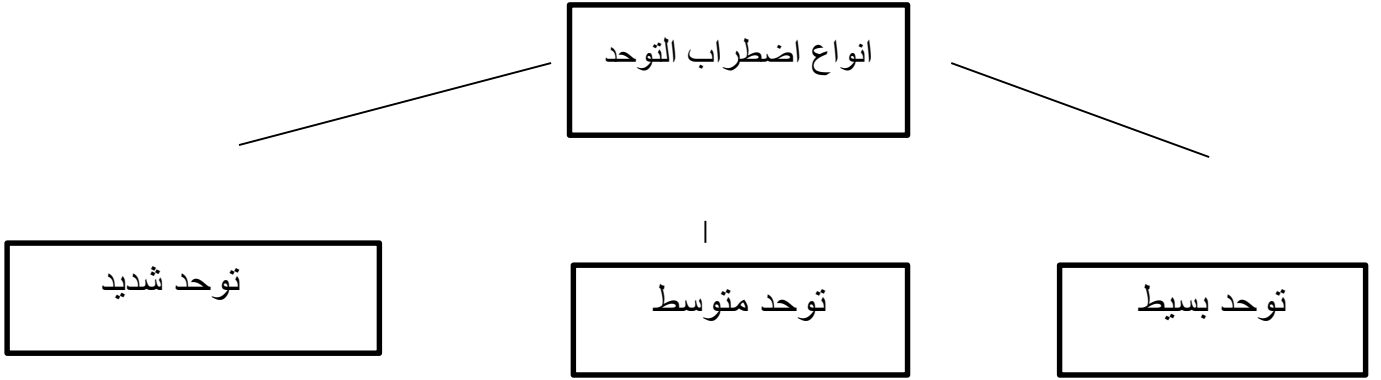 انواع اضطراب التوحد
توحد بسيط
توحد متوسط
توحد شديد